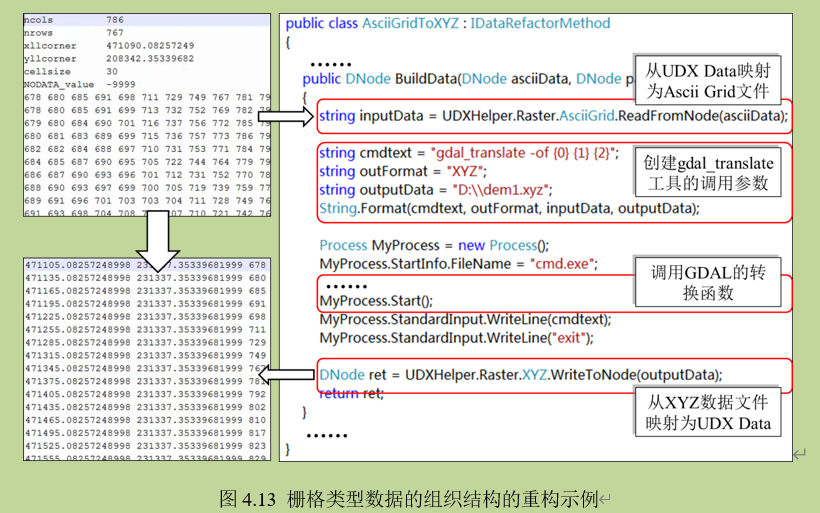 ncols 786
nrows 767
xllcorner 471090.08257249
yllcorner 208342.35339682
cellsize 30
NODATA_value -9999
678 680 685 691 698 711 729 749 767 781 79
678 680 685 691 699 713 732 752 769 782 79
679 680 684 690 701 716 737 756 772 785 79
680 681 683 689 699 715 736 757 773 786 79
682 682 684 688 697 710 731 753 771 784 79
684 685 687 690 695 705 722 744 764 779 79
686 687 690 693 696 701 712 731 752 770 78
688 690 693 697 699 700 705 719 739 759 77
689 691 696 701 703 703 704 711 728 749 76
691 693 698 704 708 707 710 721 742 76
471105.08257248998 231337.35339681999 678
471135.08257248998 231337.35339681999 680
471165.08257248998 231337.35339681999 685
471195.08257248998 231337.35339681999 691
471225.08257248998 231337.35339681999 698
471255.08257248998 231337.35339681999 711
471285.08257248998 231337.35339681999 729
471315.08257248998 231337.35339681999 749
471345.08257248998 231337.35339681999 767
471375.08257248998 231337.35339681999
471405.08257248998 231337.35339681999 792
471435.08257248998 231337.35339681999 802
471465.08257248998 231337.35339681999 810
471495.08257248998 231337.35339681999 817
471525.08257248998 231337.35339681999 823
471555.08257248998 231337.35339681999 829
public class AsciiGridToXYZ : IDataRefactorMethod
{
……
public DNode BuildData(DNode asciiData, DNode p
{
string inputData = UDXHelper.Raster.AsciiGrid.ReadFromNode(asciiData);
string cmdtext = "gdal_translate -of {0} {1} {2}";
string outFormat = "XYZ";
string outputData = "D:\\dem1.xyz";
String.Format(cmdtext, outFormat, inputData, outputData);
Process MyProcess = new Process();
MyProcess.StartInfo.FileName = "cmd.exe";
……
MyProcess.Start();
MyProcess.StandardInput.WriteLine(cmdtext);
MyProcess.StandardInput.WriteLine("exit");
DNode ret = UDXHelper.Raster.XYZ.WriteToNode(outputData);
return ret;
}
……
}
从UDX Data映射
为Ascii Grid文件
创建gdal_translate
工具的调用参数
调用GDAL的转
换函数
从XYZ数据文件
映射为UDX Data
图 4.13 栅格类型数据的组织结构的重构示例